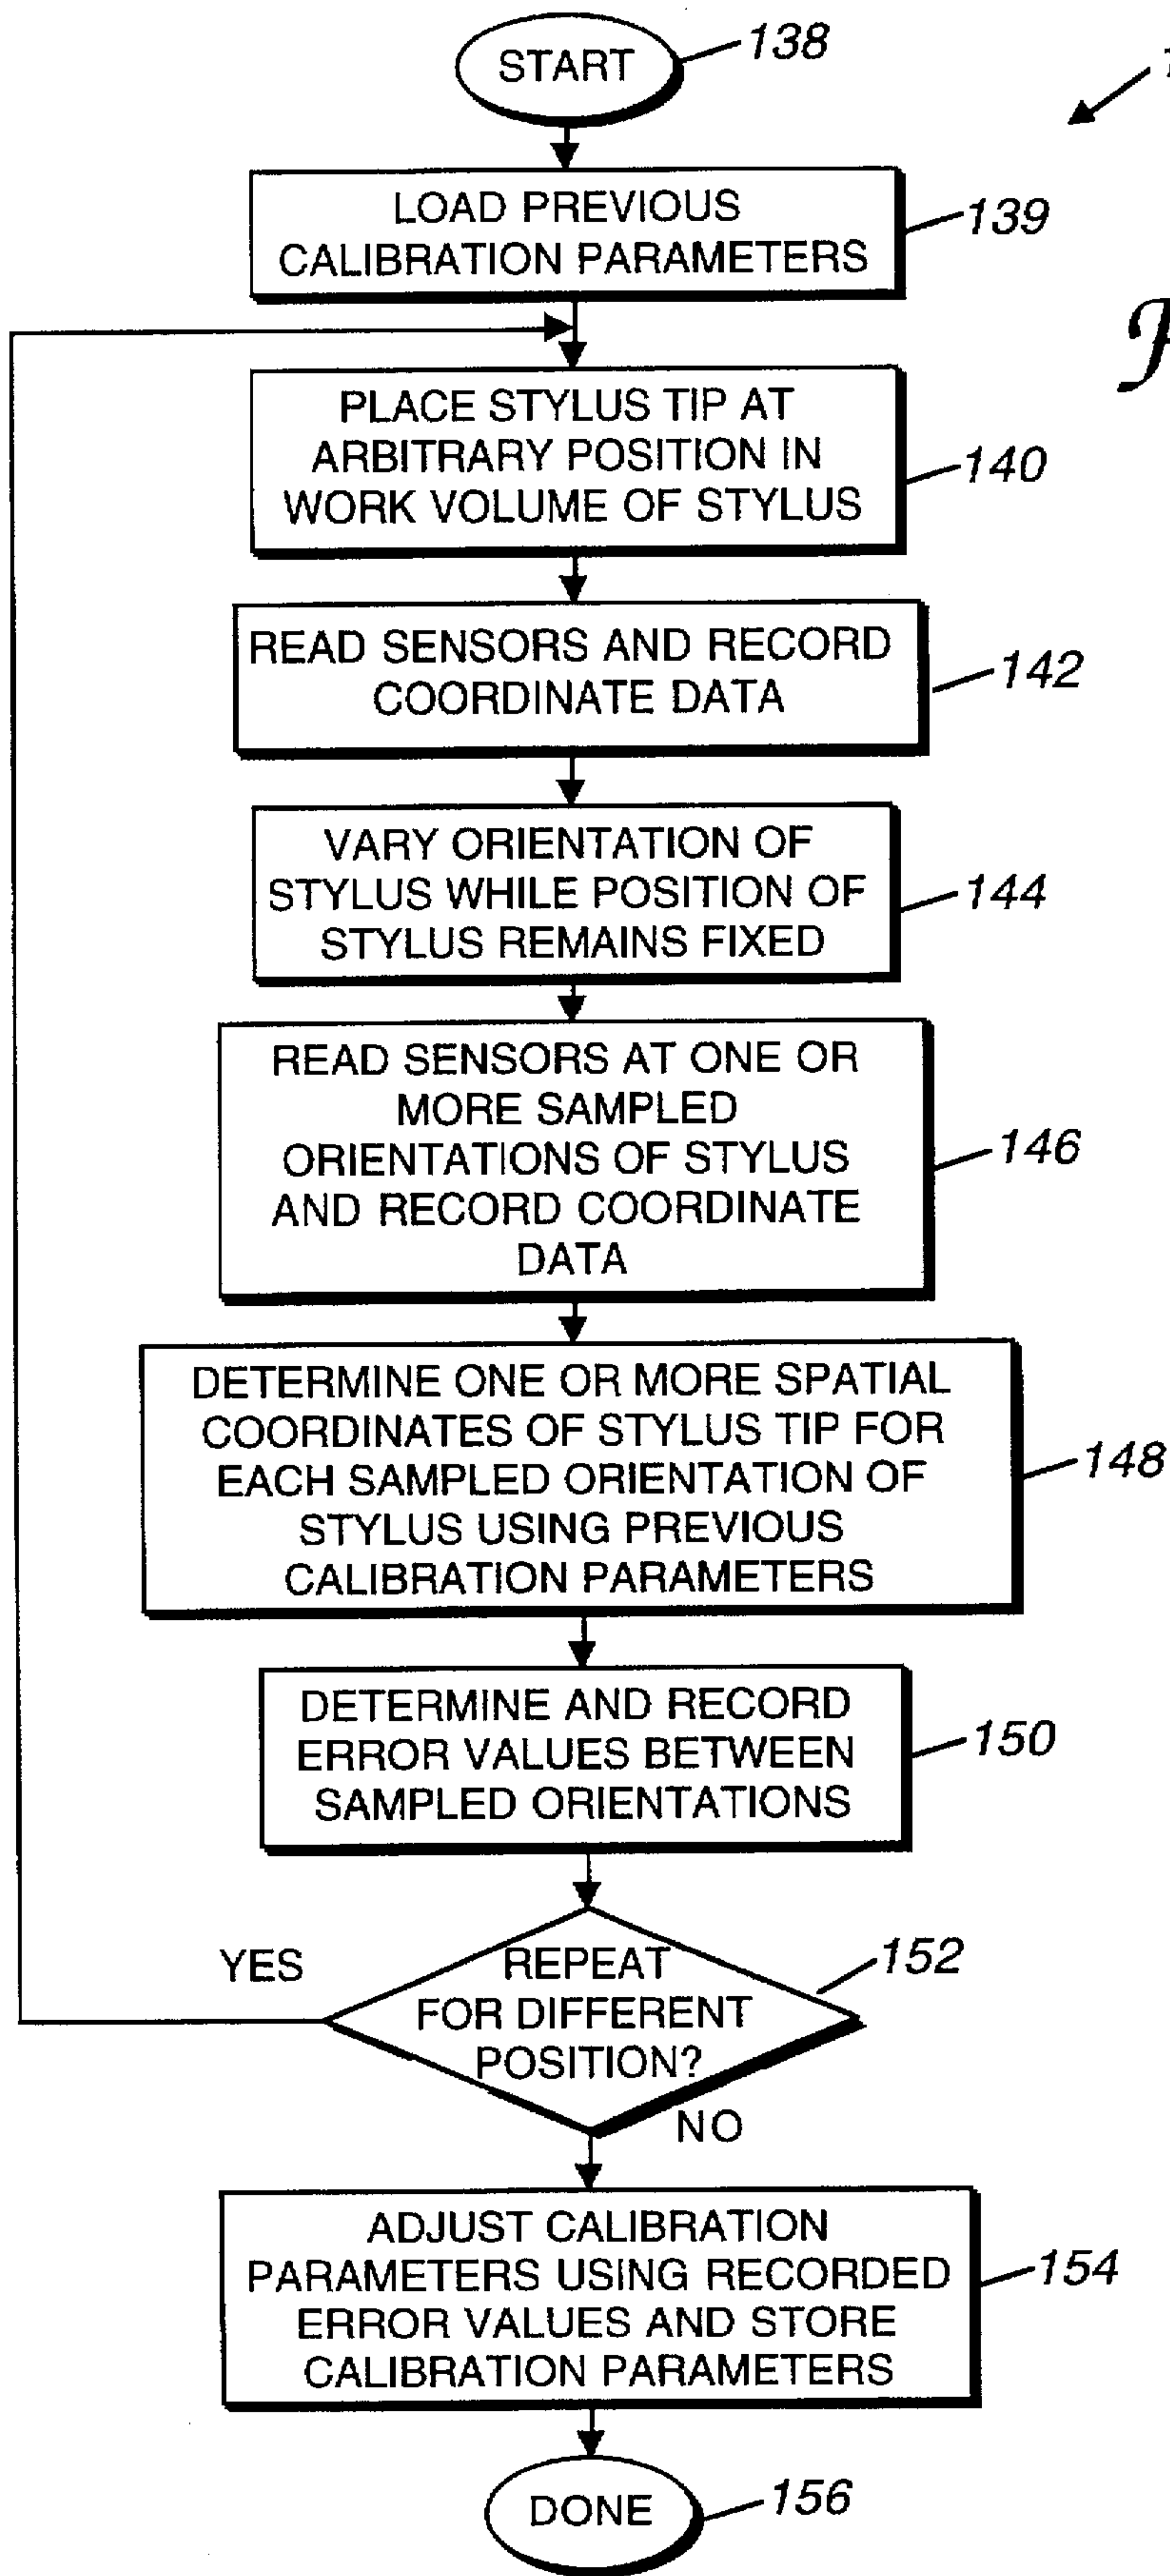 START
138
LOAD PREVIOUS
CALIBRATION PARAMETERS
139
PLACE STYLUS TIP AT
ARBITRARY POSITION IN
WORK VOLUME OF STYLUS
140
READ SENSORS AND RECORD
COORDINATE DATA
142
VARY ORIENTATION OF
STYLUS WHILE POSITION OF
STYLUS REMAINS FIXED
144
READ SENSORS AT ONE OR
MORE SAMPLED
ORIENTATIONS OF STYLUS
AND RECORD COORDINATE
DATA
146
DETERMINE ONE OR MORE SPATIAL
COORDINATES OF STYLUS TIP FOR
EACH SAMPLED ORIENTATION OF
STYLUS USING PREVIOUS
CALIBRATION PARAMETERS
148
DETERMINE AND RECORD
ERROR VALUES BETWEEN
SAMPLED ORIENTATIONS
150
YES
REPEAT
FOR DIFFERENT
POSITION?
152
NO
ADJUST CALIBRATION
PARAMETERS USING RECORDED
ERROR VALUES AND STORE
CALIBRATION PARAMETERS
154
DONE
156